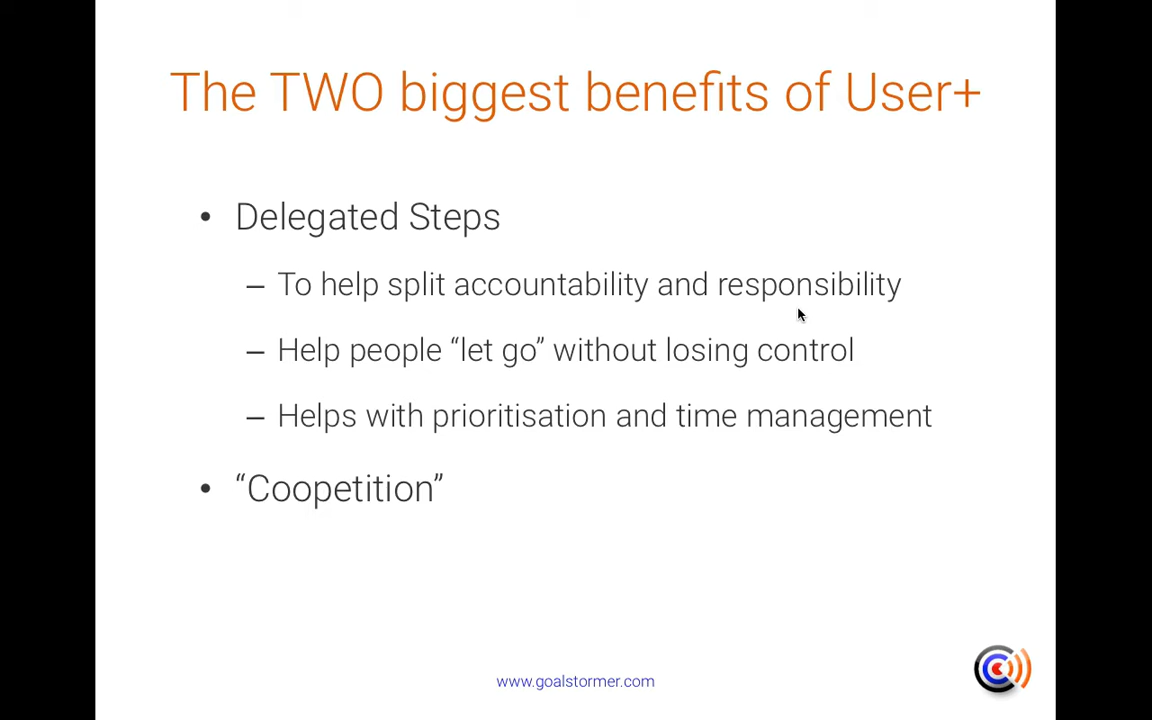 The TWO biggest benefits of User+
• Delegated Steps
– To help split accountability and responsibility
– Help people “let go” without losing control
– Helps with prioritisation and time management
• “Coopetition”
www.goalstormer.com